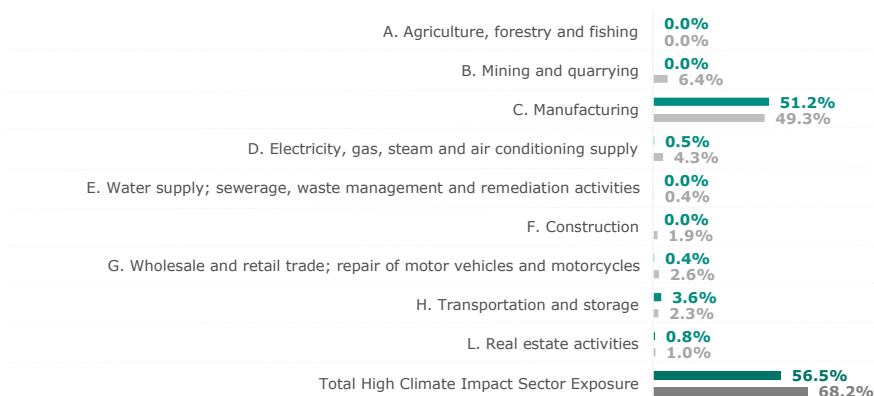 A. Agriculture, forestry and fishing
0.0%
0.0%
B. Mining and quarrying
0.0%
6.4%
C. Manufacturing
51.2%
49.3%
D. Electricity, gas, steam and air conditioning supply
0.5%
4.3%
E. Water supply; sewerage, waste management and remediation activities
0.0%
0.4%
F. Construction
0.0%
1.9%
G. Wholesale and retail trade; repair of motor vehicles and motorcycles
0.4%
2.6%
H. Transportation and storage
3.6%
2.3%
L. Real estate activities
0.8%
1.0%
Total High Climate Impact Sector Exposure
56.5%
68.2%